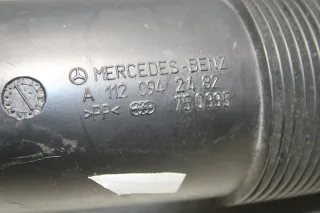 MERCEDES-BENZ
A 112 094 24 82
>PP< 750995